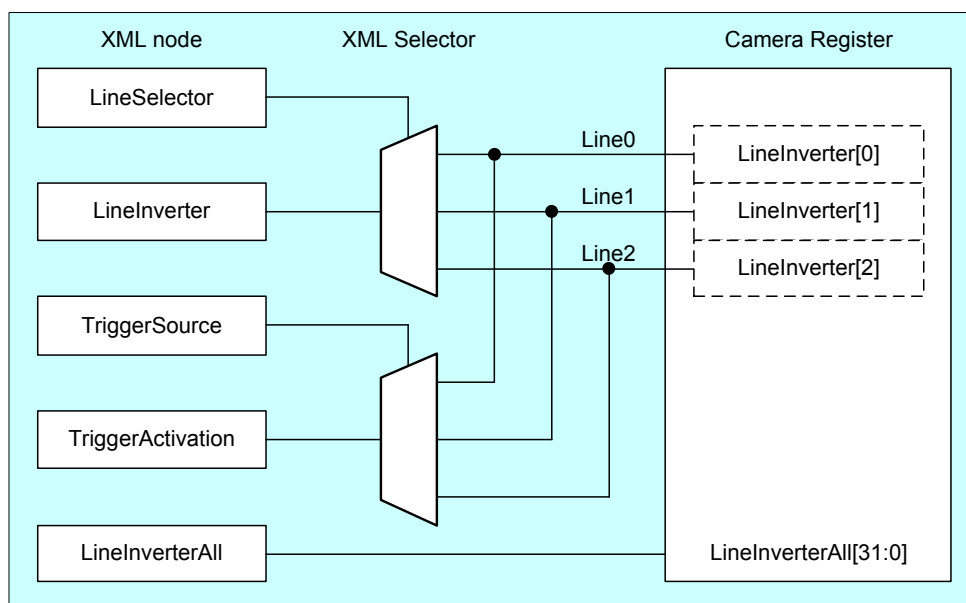 XML node
XML Selector
Camera Register
LineSelector
LineInverter
TriggerSource
TriggerActivation
LineInverterAll
Line0
Line1
Line2
LineInverter[0]
LineInverter[1]
LineInverter[2]
LineInverterAll[31:0]